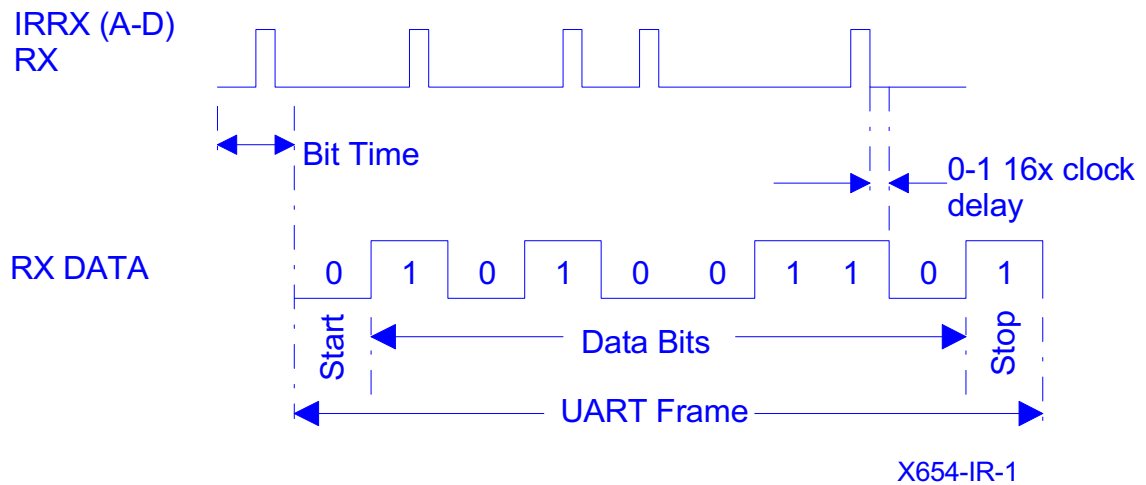 IRRX (A-D)
RX
Bit Time
0-1 16x clock
delay
RX DATA
0 1 0 1 0 0 1 1 0 1
Start
Data Bits
Stop
UART Frame
X654-IR-1